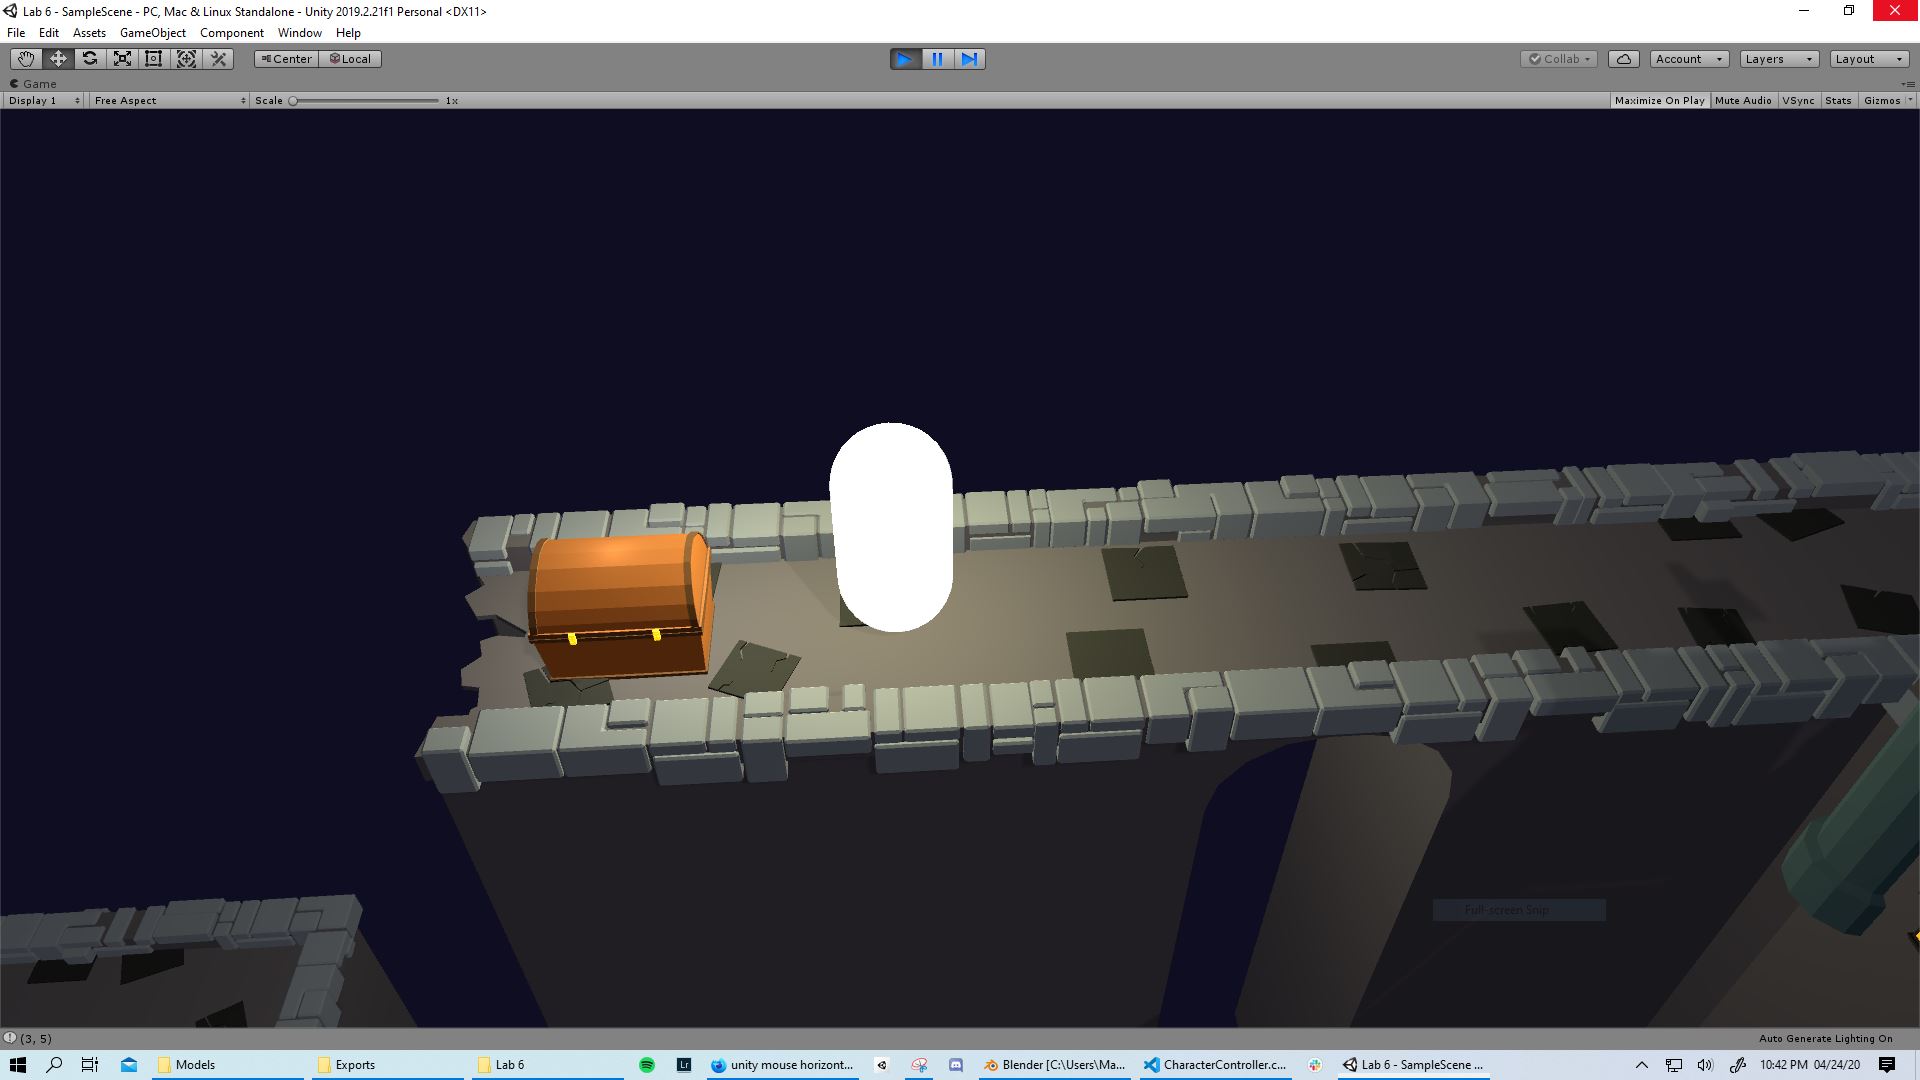 Lab 6 - SampleScene - PC, Mac & Linux Standalone - Unity 2019.2.21f1 Personal <DX11>
File Edit Assets GameObject Component Window Help
Center Local Collab Account Layers Layout
Game
Display 1 Free Aspect Scale 1x Maximize On Play Mute Audio VSync Stats Gizmos
Full-screen Snip
(3, 5) Auto Generate Lighting On
Models Exports Lab 6 Lr unity mouse horizont... Blender [C:\Users\Ma... CharacterController.c... Lab 6 - SampleScene ... 10:42 PM 04/24/20